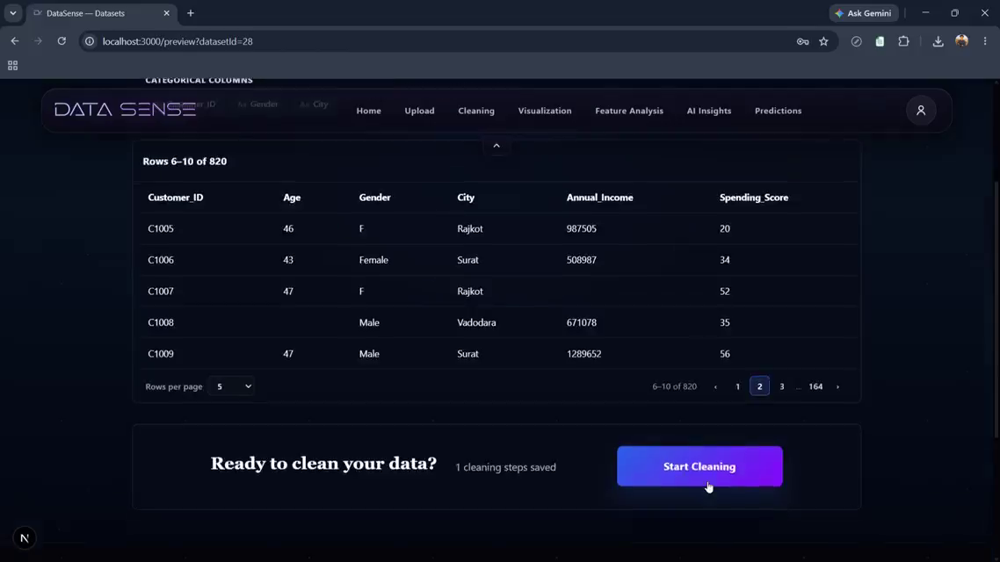 DataSense — Datasets
Ask Gemini
localhost:3000/preview?datasetId=28
CATEGORICAL COLUMNS
Gender
City
DATA SENSE
Home
Upload
Cleaning
Visualization
Feature Analysis
AI Insights
Predictions
Rows 6–10 of 820
Customer_ID Age Gender City Annual_Income Spending_Score
C1005 46 F Rajkot 987505 20
C1006 43 Female Surat 508987 34
C1007 47 F Rajkot 52
C1008 Male Vadodara 671078 35
C1009 47 Male Surat 1289652 56
Rows per page 5 6–10 of 820 ‹ 1 2 3 ... 164 ›
Ready to clean your data? 1 cleaning steps saved Start Cleaning
N